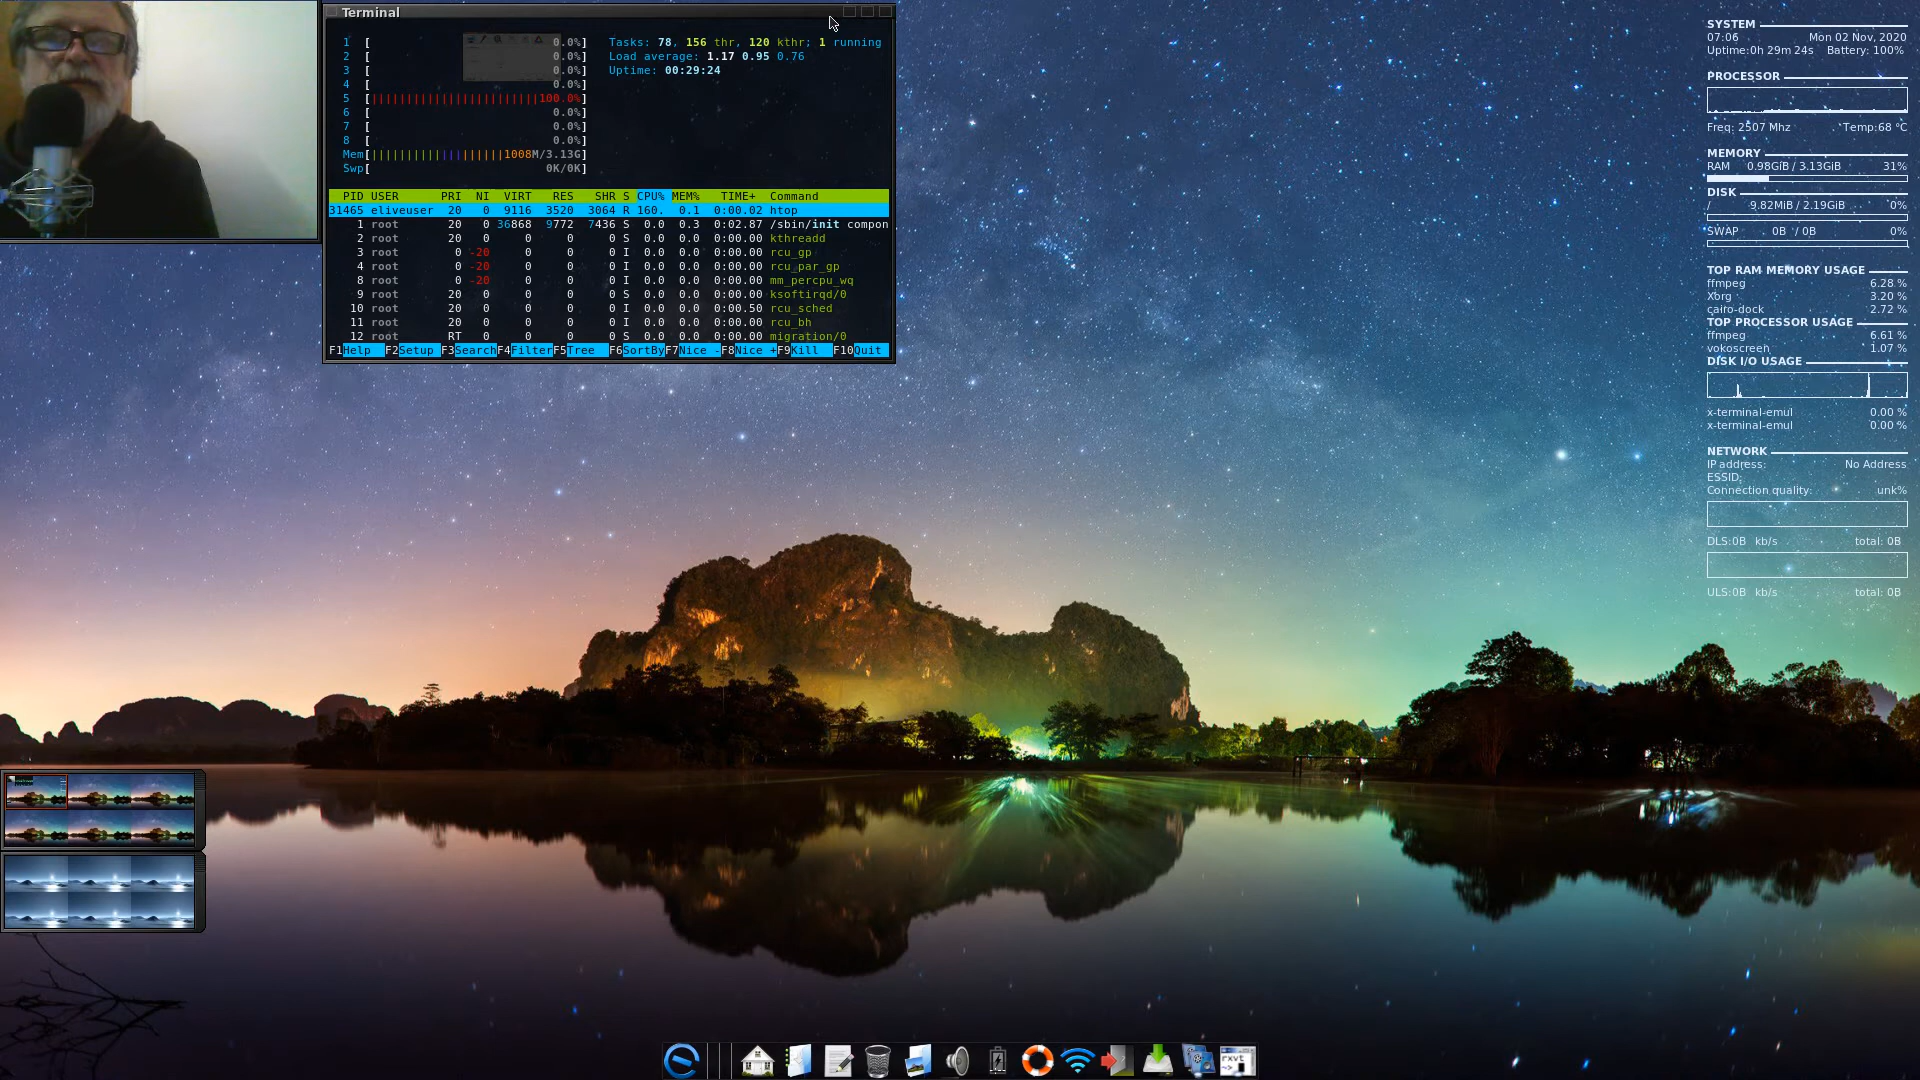 Terminal
1 [ 0.0%] Tasks: 78, 156 thr, 120 kthr; 1 running
2 [ 0.0%] Load average: 1.17 0.95 0.76
3 [ 0.0%] Uptime: 00:29:24
4 [ 0.0%]
5 [||||||||||||||||||||||||100.0%]
6 [ 0.0%]
7 [ 0.0%]
8 [ 0.0%]
Mem[|||||||||||||||||||1008M/3.13G]
Swp[ 0K/0K]
PID USER PRI NI VIRT RES SHR S CPU% MEM% TIME+ Command
31465 eliveuser 20 0 9116 3520 3064 R 160. 0.1 0:00.02 htop
1 root 20 0 36868 9772 7436 S 0.0 0.3 0:02.87 /sbin/init compon
2 root 20 0 0 0 0 S 0.0 0.0 0:00.00 kthreadd
3 root 0 -20 0 0 0 I 0.0 0.0 0:00.00 rcu_gp
4 root 0 -20 0 0 0 I 0.0 0.0 0:00.00 rcu_par_gp
8 root 0 -20 0 0 0 I 0.0 0.0 0:00.00 mm_percpu_wq
9 root 20 0 0 0 0 S 0.0 0.0 0:00.00 ksoftirqd/0
10 root 20 0 0 0 0 I 0.0 0.0 0:00.50 rcu_sched
11 root 20 0 0 0 0 I 0.0 0.0 0:00.00 rcu_bh
12 root RT 0 0 0 0 S 0.0 0.0 0:00.00 migration/0
F1Help F2Setup F3SearchF4FilterF5Tree F6SortByF7Nice -F8Nice +F9Kill F10Quit
SYSTEM
07:06 Mon 02 Nov, 2020
Uptime:0h 29m 24s Battery: 100%
PROCESSOR
Freq: 2507 Mhz Temp:68 °C
MEMORY
RAM 0.98GiB / 3.13GiB 31%
DISK
/ 9.82MiB / 2.19GiB 0%
SWAP 0B / 0B 0%
TOP RAM MEMORY USAGE
ffmpeg 6.28 %
Xorg 3.20 %
cairo-dock 2.72 %
TOP PROCESSOR USAGE
ffmpeg 6.61 %
vokoscreen 1.07 %
DISK I/O USAGE
x-terminal-emul 0.00 %
x-terminal-emul 0.00 %
NETWORK
IP address: No Address
ESSID:
Connection quality: unk%
DLS:0B kb/s total: 0B
ULS:0B kb/s total: 0B
rxvt
~>